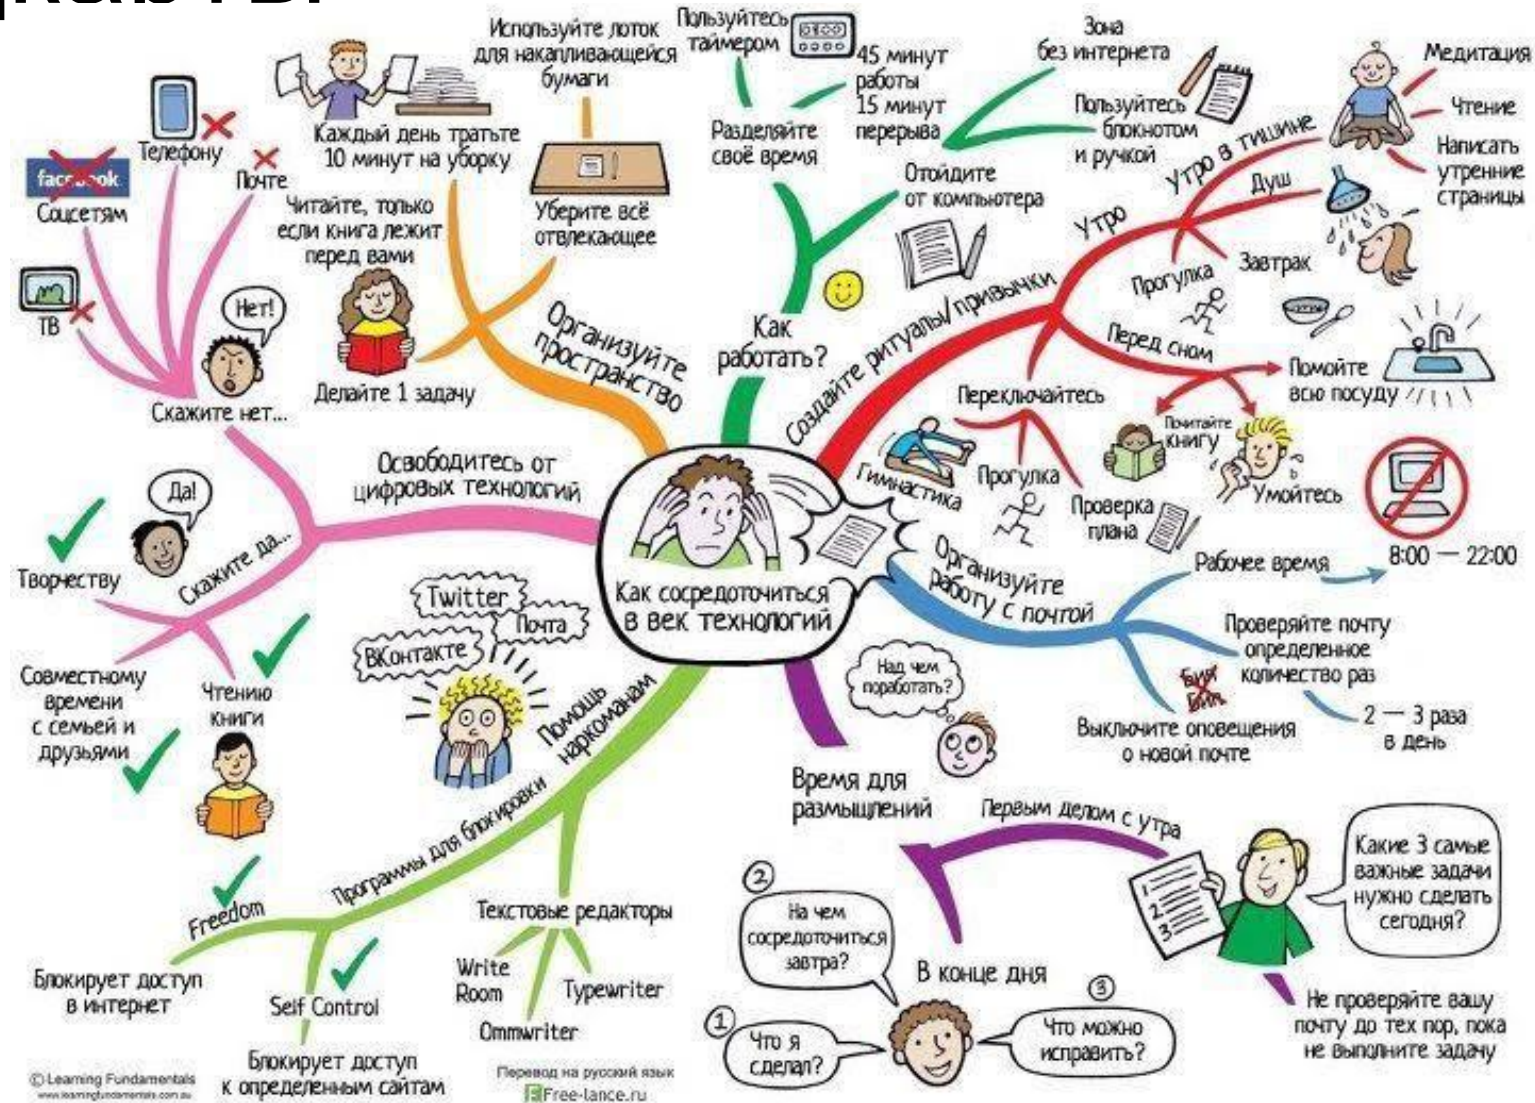 Как сосредоточиться
в век технологий
Как
работать?
Разделяйте
своё время
Пользуйтесь
таймером
45 минут
работы
15 минут
перерыва
Отойдите
от компьютера
Зона
без интернета
Пользуйтесь
блокнотом
и ручкой
Создайте ритуалы/привычки
Утро
Утро в тишине
Медитация
Чтение
Написать
утренние
страницы
Душ
Завтрак
Прогулка
Перед сном
Помойте
всю посуду
Почитайте
книгу
Умойтесь
Переключайтесь
Гимнастика
Прогулка
Проверка
плана
Организуйте
работу с почтой
Рабочее время
8:00 — 22:00
Проверяйте почту
определенное
количество раз
2 — 3 раза
в день
Выключите оповещения
о новой почте
Время для
размышлений
Над чем
поработать?
Первым делом с утра
1
2
3
Какие 3 самые
важные задачи
нужно сделать
сегодня?
Не проверяйте вашу
почту до тех пор, пока
не выполните задачу
В конце дня
1
Что я
сделал?
2
На чем
сосредоточиться
завтра?
3
Что можно
исправить?
Помощь
наркоманам
Twitter
Почта
ВКонтакте
Программы для блокировки
Freedom
Блокирует доступ
в интернет
Self Control
Блокирует доступ
к определенным сайтам
Текстовые редакторы
Write
Room
Ommwriter
Typewriter
Освободитесь от
цифровых технологий
Скажите нет...
Нет!
ТВ
facebook
Соцсетям
Телефону
Почте
Скажите да...
Да!
Творчеству
Совместному
времени
с семьей и
друзьями
Чтению
книги
Организуйте
пространство
Каждый день тратьте
10 минут на уборку
Используйте лоток
для накапливающейся
бумаги
Уберите всё
отвлекающее
Читайте, только
если книга лежит
перед вами
Делайте 1 задачу
© Learning Fundamentals
www.learningfundamentals.com.au
Перевод на русский язык
Free-lance.ru